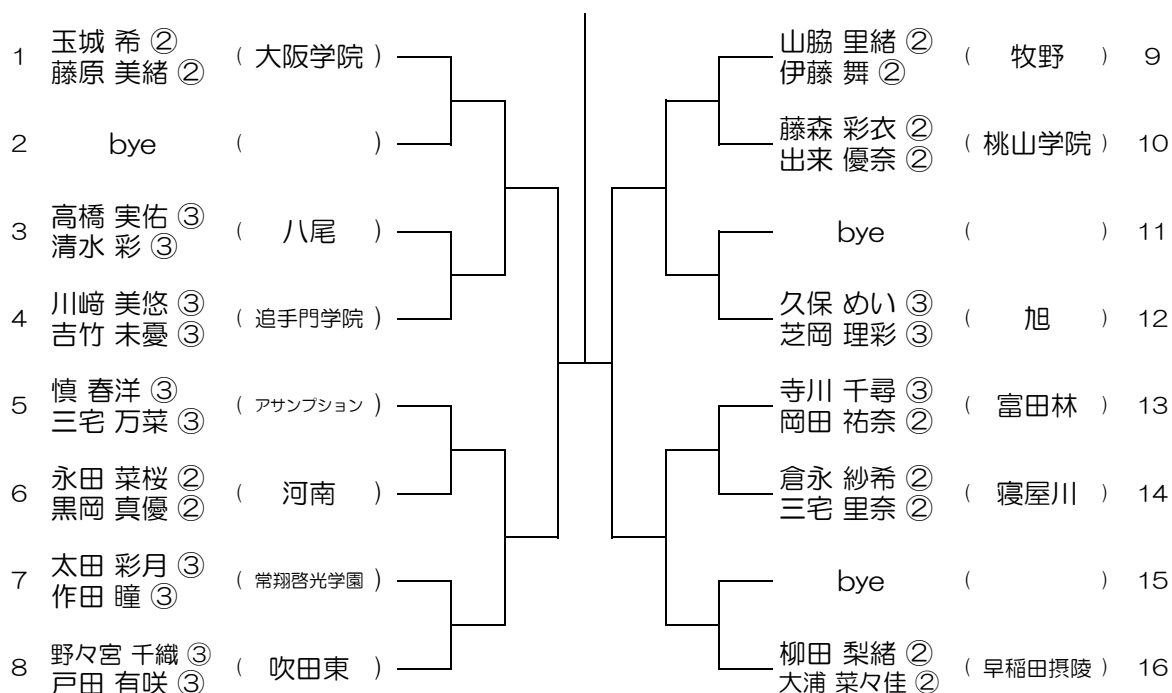 1 玉城 希 ② ( 大阪学院 )
藤原 美緒 ②
2 bye ( )
3 高橋 実佑 ③ ( 八尾 )
清水 彩 ③
4 川﨑 美悠 ③ ( 追手門学院 )
吉竹 未憂 ③
5 慎 春洋 ③ ( アサンプション )
三宅 万菜 ③
6 永田 菜桜 ② ( 河南 )
黒岡 真優 ②
7 太田 彩月 ③ ( 常翔啓光学園 )
作田 瞳 ③
8 野々宮 千織 ③ ( 吹田東 )
戸田 有咲 ③
山脇 里緒 ② ( 牧野 ) 9
伊藤 舞 ②
藤森 彩衣 ② ( 桃山学院 ) 10
出来 優奈 ②
bye ( ) 11
久保 めい ③ ( 旭 ) 12
芝岡 理彩 ③
寺川 千尋 ③ ( 富田林 ) 13
岡田 祐奈 ②
倉永 紗希 ② ( 寝屋川 ) 14
三宅 里奈 ②
bye ( ) 15
柳田 梨緒 ② ( 早稲田摂陵 ) 16
大浦 菜々佳 ②